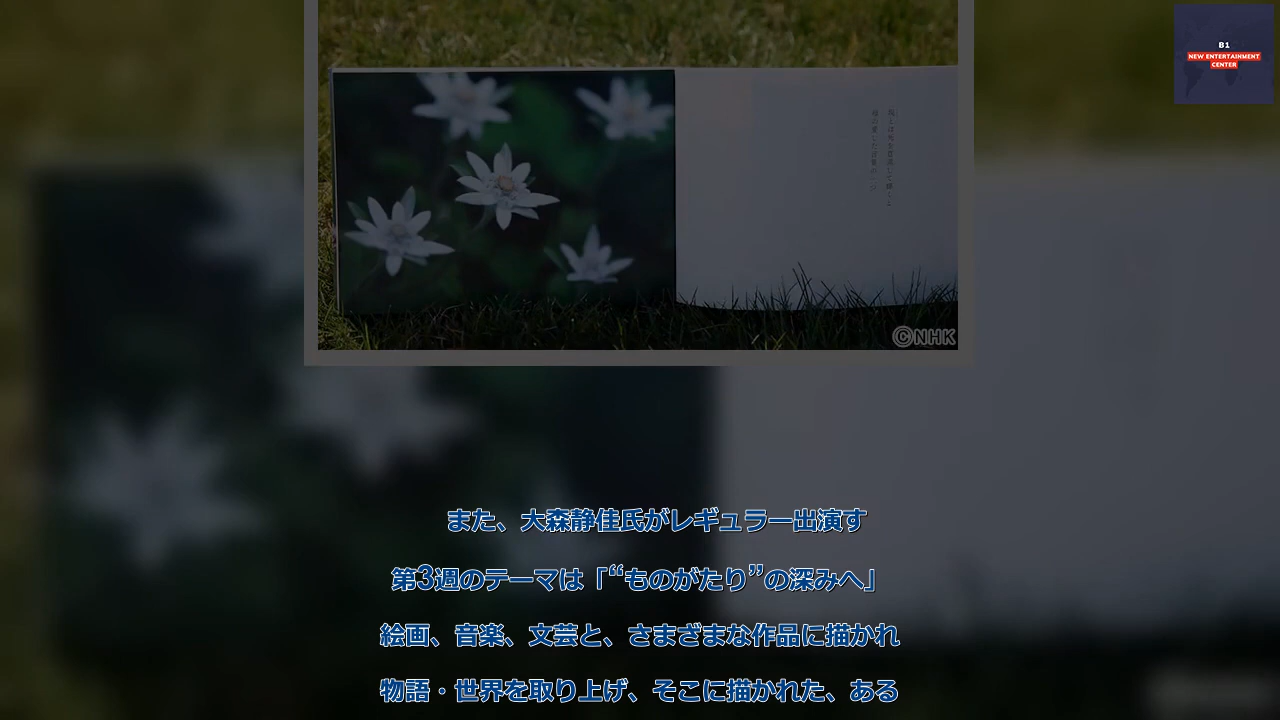 B1
NEW ENTERTAINMENT
CENTER
©NHK
また、大森静佳氏がレギュラー出演す
第3週のテーマは「“ものがたり”の深みへ」
絵画、音楽、文芸と、さまざまな作品に描かれ
物語・世界を取り上げ、そこに描かれた、ある